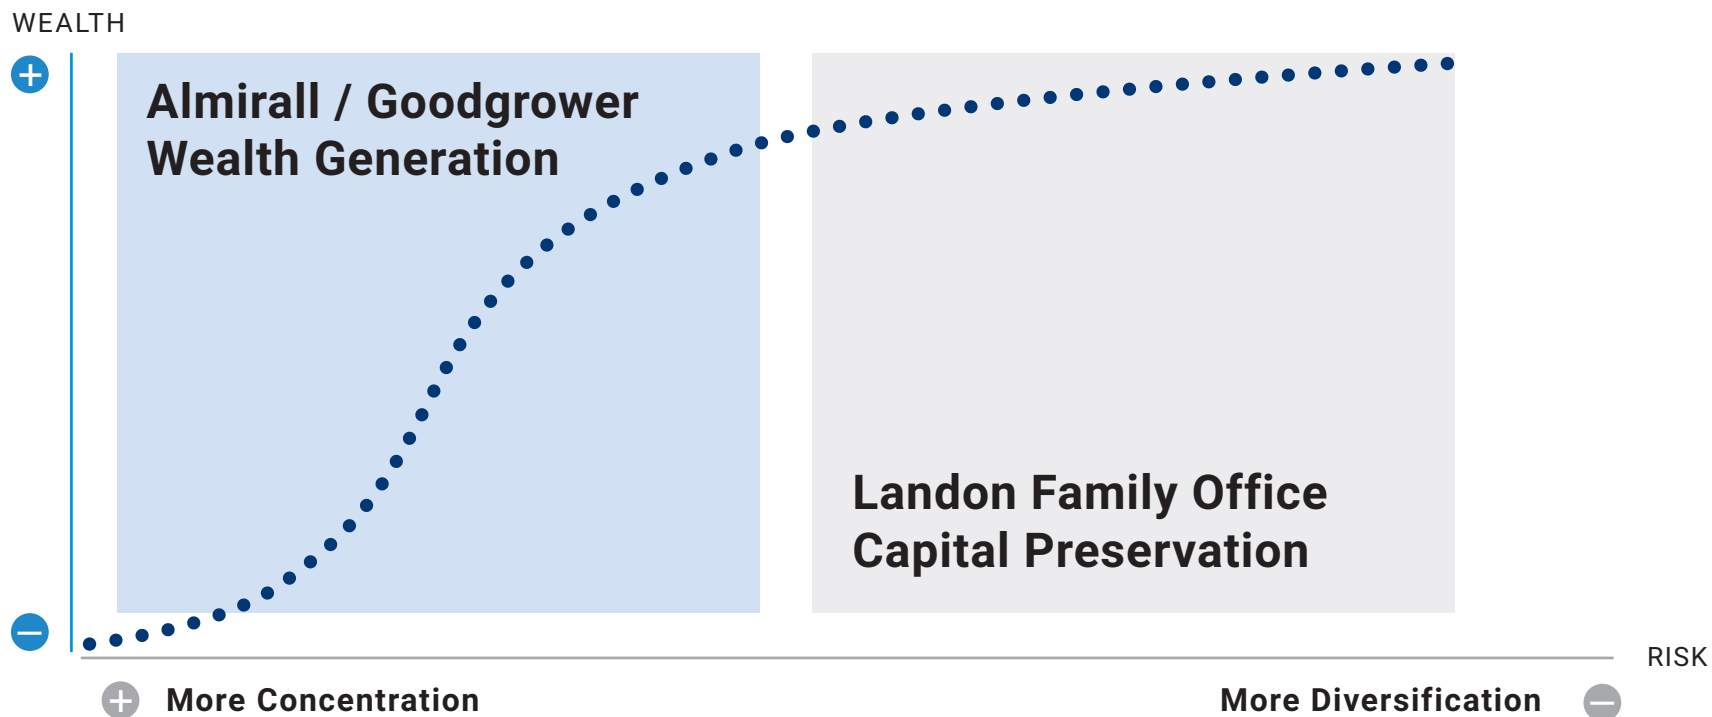 WEALTH
Almirall / Goodgrower
Wealth Generation
Landon Family Office
Capital Preservation
RISK
More Concentration
More Diversification